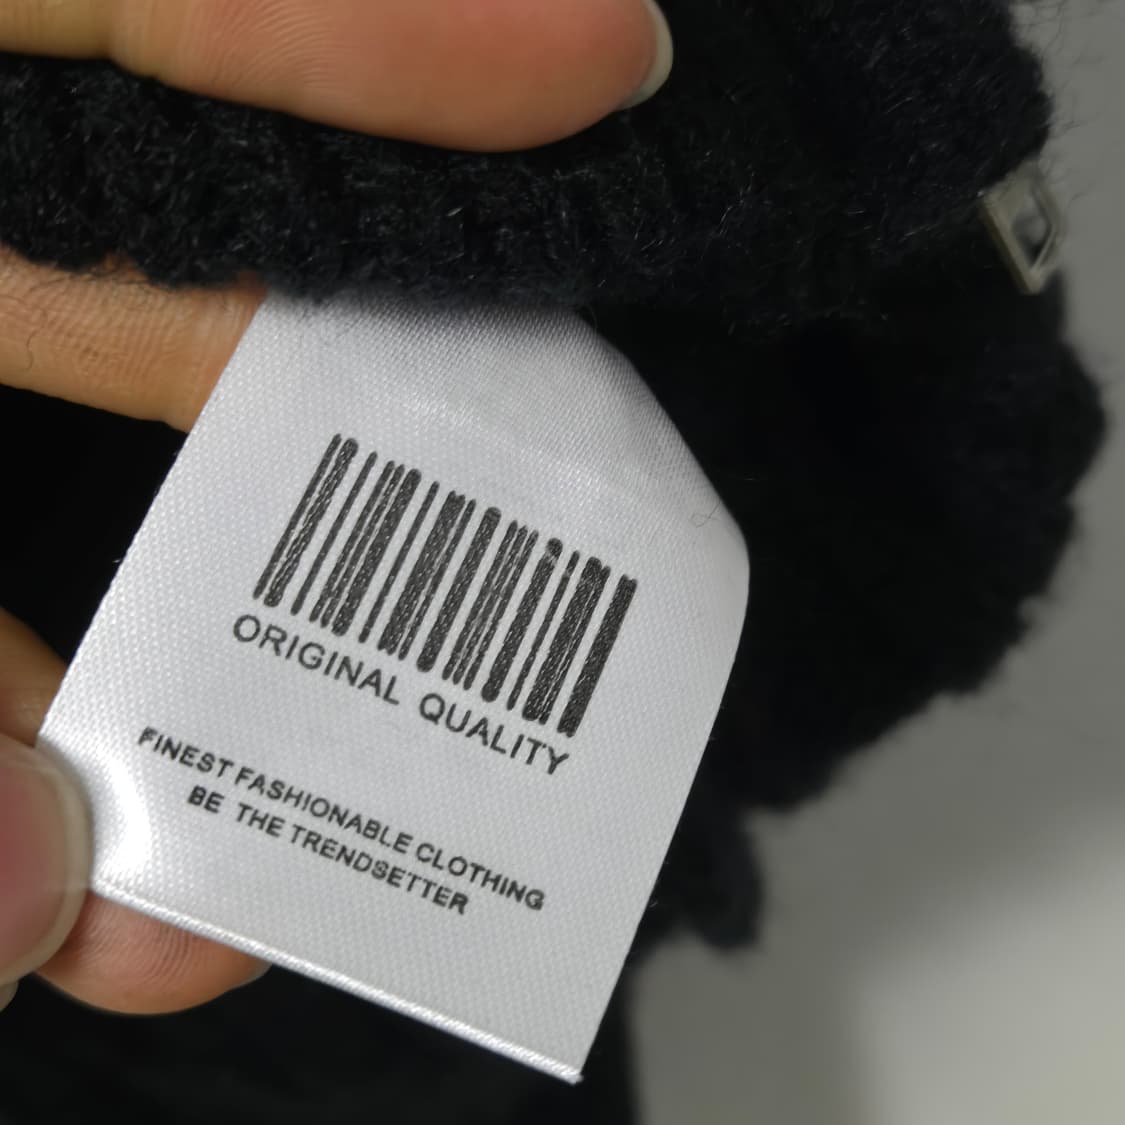 ORIGINAL QUALITY
FINEST FASHIONABLE CLOTHING
BE THE TRENDSETTER